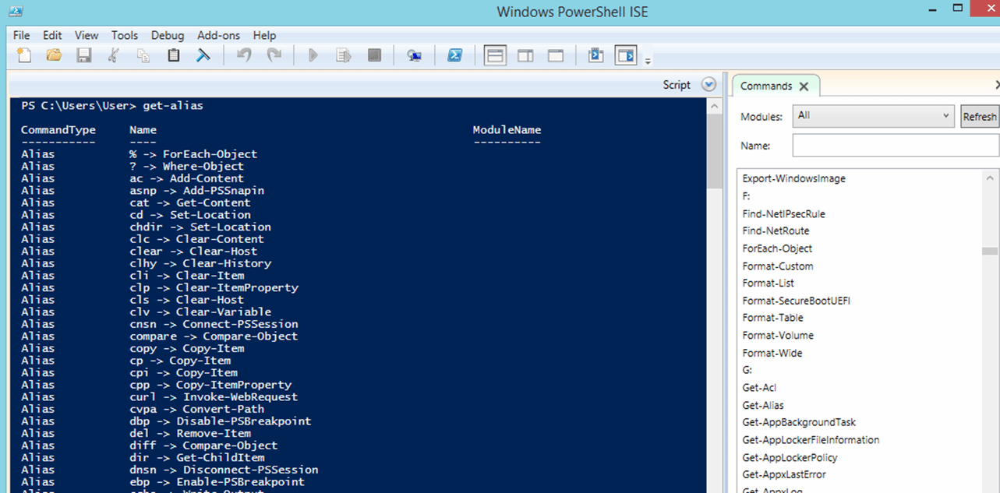 Windows PowerShell ISE
File Edit View Tools Debug Add-ons Help
Script
PS C:\Users\User> get-alias
CommandType Name ModuleName
----------- ---- ----------
Alias % -> ForEach-Object
Alias ? -> Where-Object
Alias ac -> Add-Content
Alias asnp -> Add-PSSnapin
Alias cat -> Get-Content
Alias cd -> Set-Location
Alias chdir -> Set-Location
Alias clc -> Clear-Content
Alias clear -> Clear-Host
Alias clhy -> Clear-History
Alias cli -> Clear-Item
Alias clp -> Clear-ItemProperty
Alias cls -> Clear-Host
Alias clv -> Clear-Variable
Alias cnsn -> Connect-PSSession
Alias compare -> Compare-Object
Alias copy -> Copy-Item
Alias cp -> Copy-Item
Alias cpi -> Copy-Item
Alias cpp -> Copy-ItemProperty
Alias curl -> Invoke-WebRequest
Alias cvpa -> Convert-Path
Alias dbp -> Disable-PSBreakpoint
Alias del -> Remove-Item
Alias diff -> Compare-Object
Alias dir -> Get-ChildItem
Alias dnsn -> Disconnect-PSSession
Alias ebp -> Enable-PSBreakpoint
Commands
Modules: All Refresh
Name:
Export-WindowsImage
F:
Find-NetIPsecRule
Find-NetRoute
ForEach-Object
Format-Custom
Format-List
Format-SecureBootUEFI
Format-Table
Format-Volume
Format-Wide
G:
Get-Acl
Get-Alias
Get-AppBackgroundTask
Get-AppLockerFileInformation
Get-AppLockerPolicy
Get-AppxLastError
Get-AppxLog